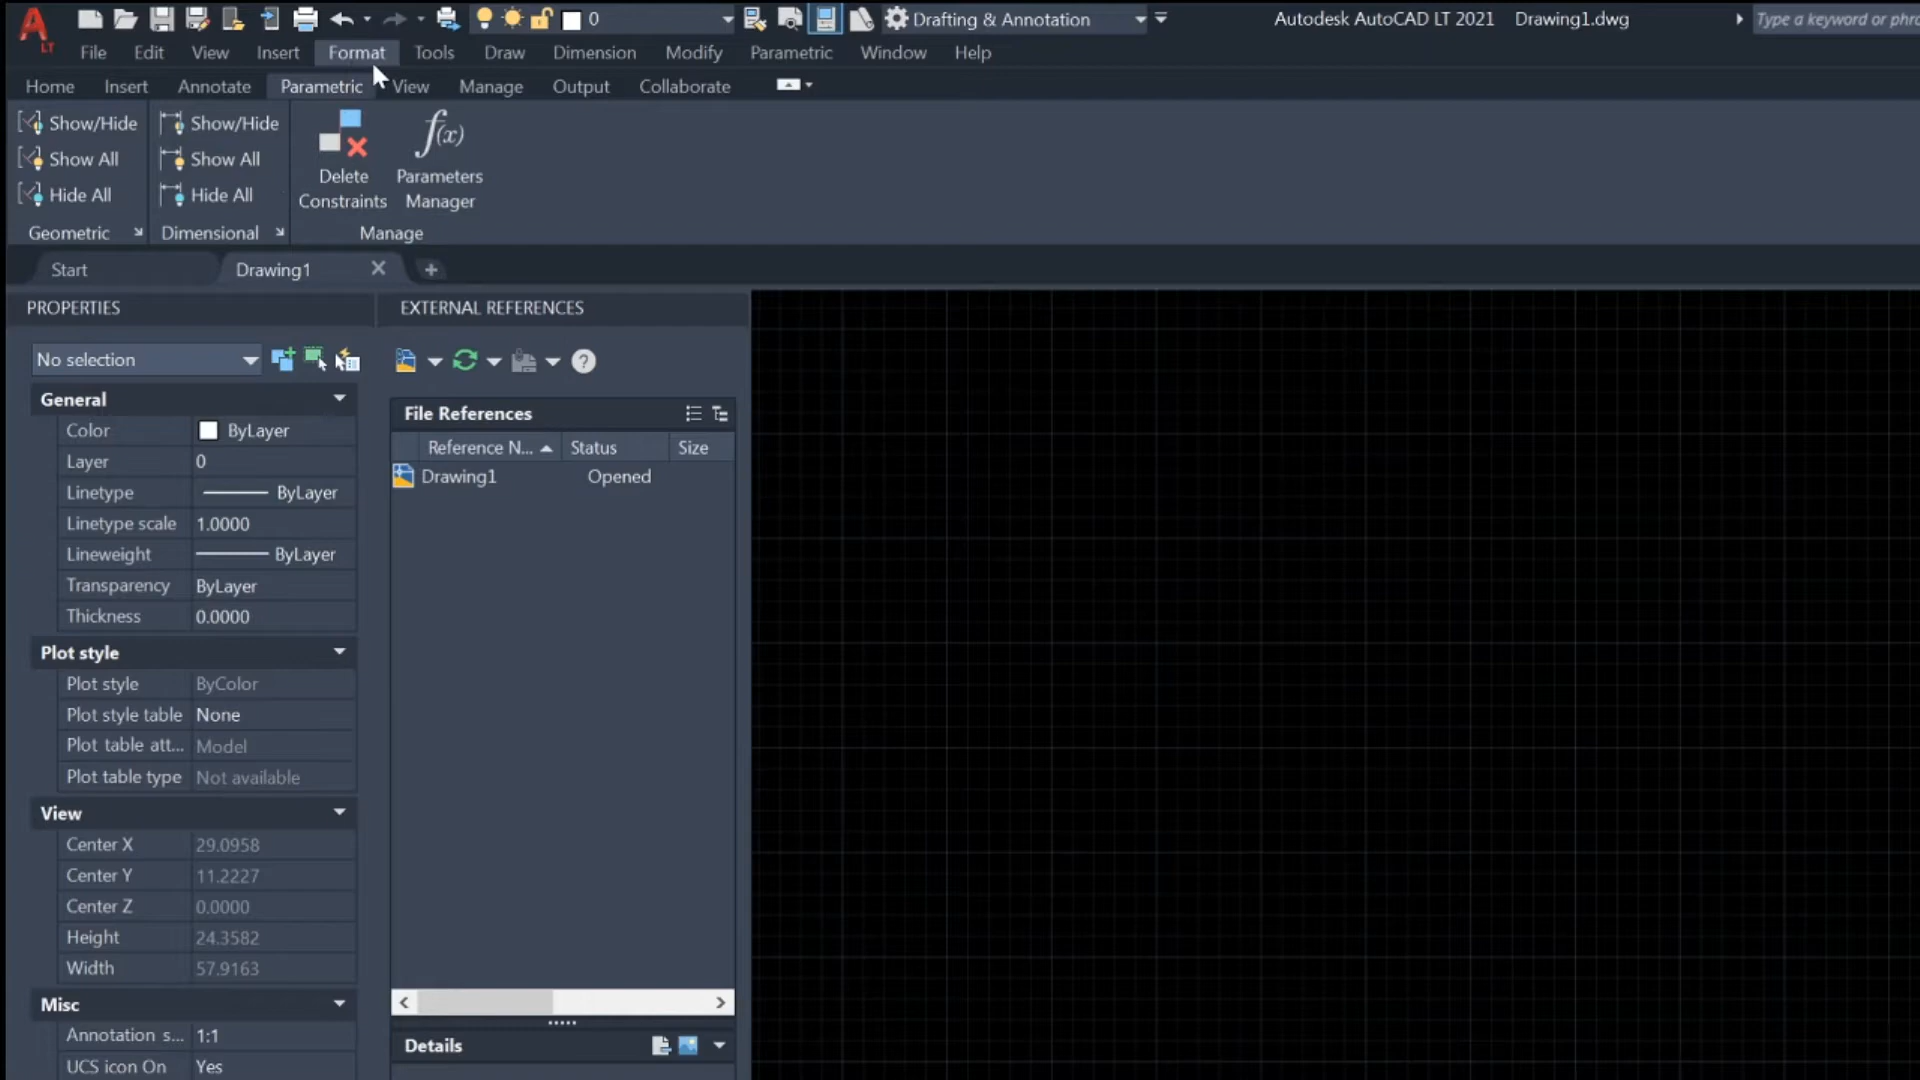 LT 0 Drafting & Annotation Autodesk AutoCAD LT 2021 Drawing1.dwg Type a keyword or phr
File Edit View Insert Format Tools Draw Dimension Modify Parametric Window Help
Home Insert Annotate Parametric View Manage Output Collaborate
Show/Hide Show/Hide f(x)
Show All Show All Delete Parameters
Hide All Hide All Constraints Manager
Geometric Dimensional Manage
Start Drawing1
PROPERTIES EXTERNAL REFERENCES
No selection ?
General File References
Color ByLayer Reference N... Status Size
Layer 0 Drawing1 Opened
Linetype ByLayer
Linetype scale 1.0000
Lineweight ByLayer
Transparency ByLayer
Thickness 0.0000
Plot style
Plot style ByColor
Plot style table None
Plot table att... Model
Plot table type Not available
View
Center X 29.0958
Center Y 11.2227
Center Z 0.0000
Height 24.3582
Width 57.9163
Misc
Annotation s... 1:1 Details
UCS icon On Yes